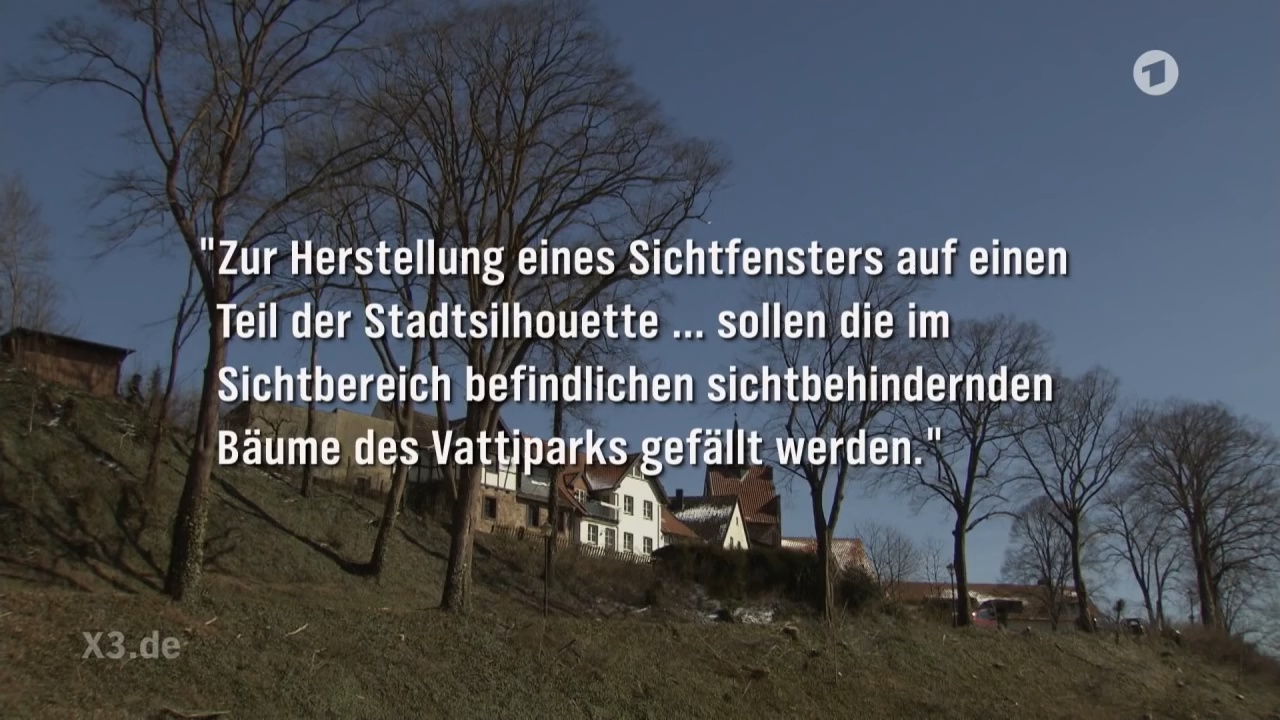 1
"Zur Herstellung eines Sichtfensters auf einen
Teil der Stadtsilhouette ... sollen die im
Sichtbereich befindlichen sichtbehindernden
Bäume des Vattiparks gefällt werden."
X3.de